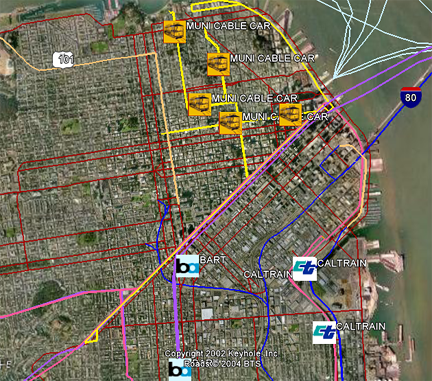 MUNI CABLE CAR
101
MUNI CABLE CAR
80
MUNI CABLE CAR
MUNI CABLE CAR
BART
CALTRAIN
CALTRAIN
CALTRAIN
Copyright 2002 Keyhole, Inc.
Roads© 2004 BTS